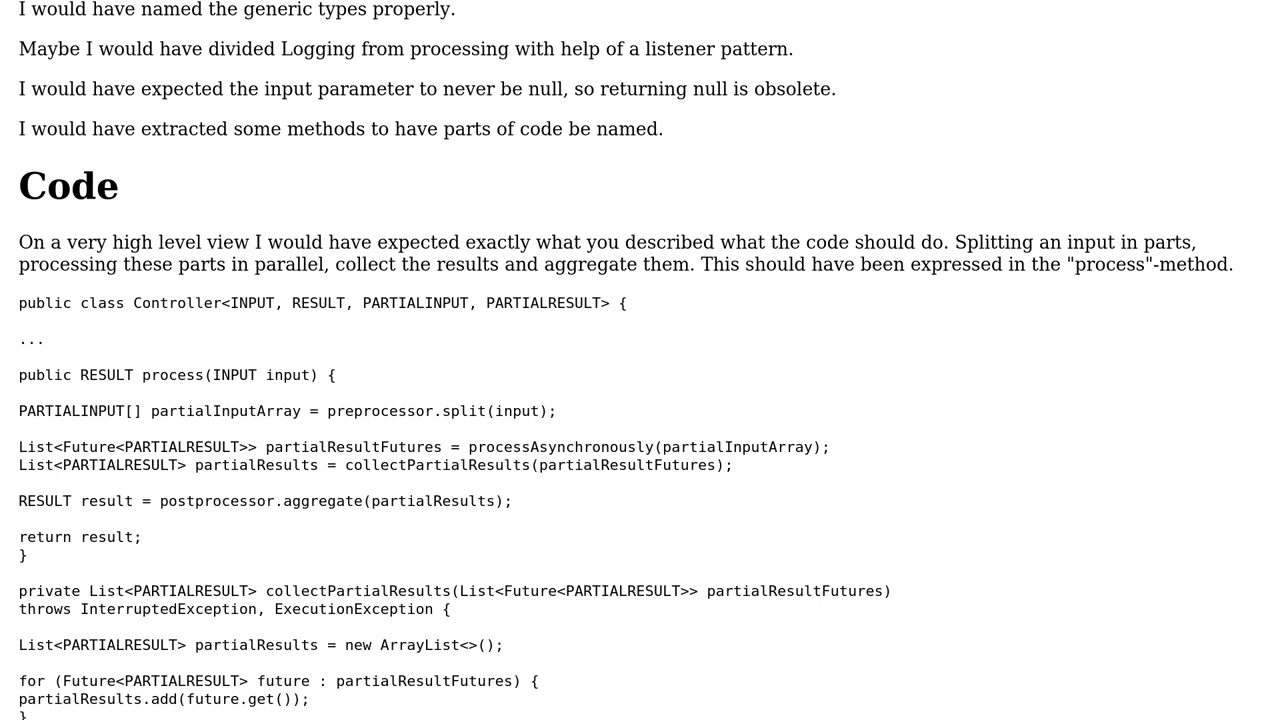 I would have named the generic types properly.
Maybe I would have divided Logging from processing with help of a listener pattern.
I would have expected the input parameter to never be null, so returning null is obsolete.
I would have extracted some methods to have parts of code be named.
Code
On a very high level view I would have expected exactly what you described what the code should do. Splitting an input in parts,
processing these parts in parallel, collect the results and aggregate them. This should have been expressed in the "process"-method.
public class Controller<INPUT, RESULT, PARTIALINPUT, PARTIALRESULT> {
...
public RESULT process(INPUT input) {
PARTIALINPUT[] partialInputArray = preprocessor.split(input);
List<Future<PARTIALRESULT>> partialResultFutures = processAsynchronously(partialInputArray);
List<PARTIALRESULT> partialResults = collectPartialResults(partialResultFutures);
RESULT result = postprocessor.aggregate(partialResults);
return result;
}
private List<PARTIALRESULT> collectPartialResults(List<Future<PARTIALRESULT>> partialResultFutures)
throws InterruptedException, ExecutionException {
List<PARTIALRESULT> partialResults = new ArrayList<>();
for (Future<PARTIALRESULT> future : partialResultFutures) {
partialResults.add(future.get());
}